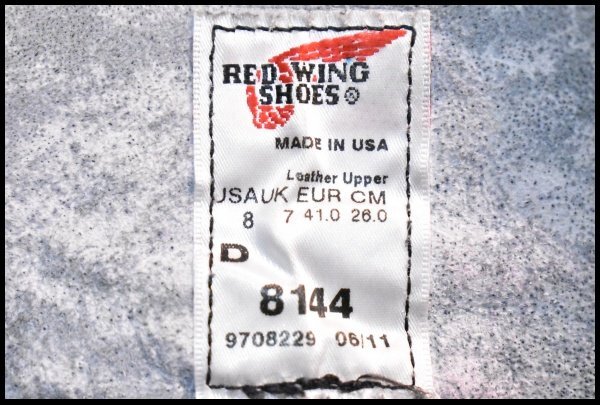 RED WING
SHOES®
MADE IN USA
Leather Upper
USA UK EUR CM
8 7 41.0 26.0
D
8144
9708229 06/11